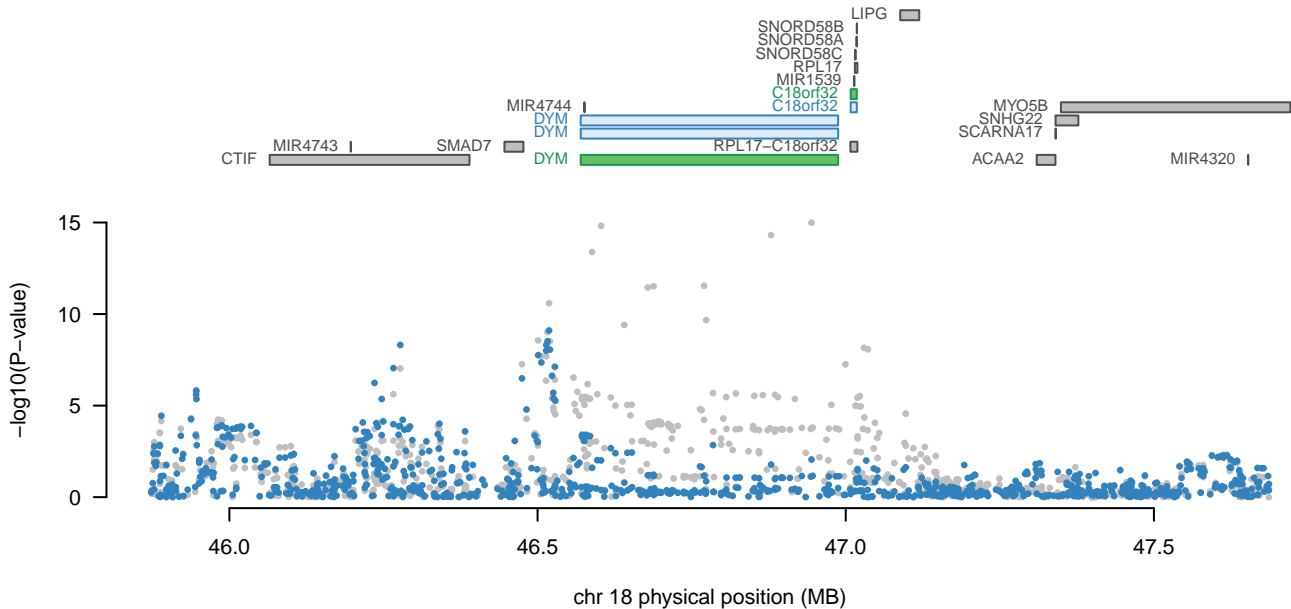 LIPG
SNORD58B
SNORD58A
SNORD58C
RPL17
MIR1539
C18orf32
MIR4744 C18orf32 MYO5B
DYM SNHG22
DYM SCARNA17
MIR4743 SMAD7 RPL17−C18orf32
CTIF DYM ACAA2 MIR4320
15
10
5
0
−log10(P−value)
46.0 46.5 47.0 47.5
chr 18 physical position (MB)